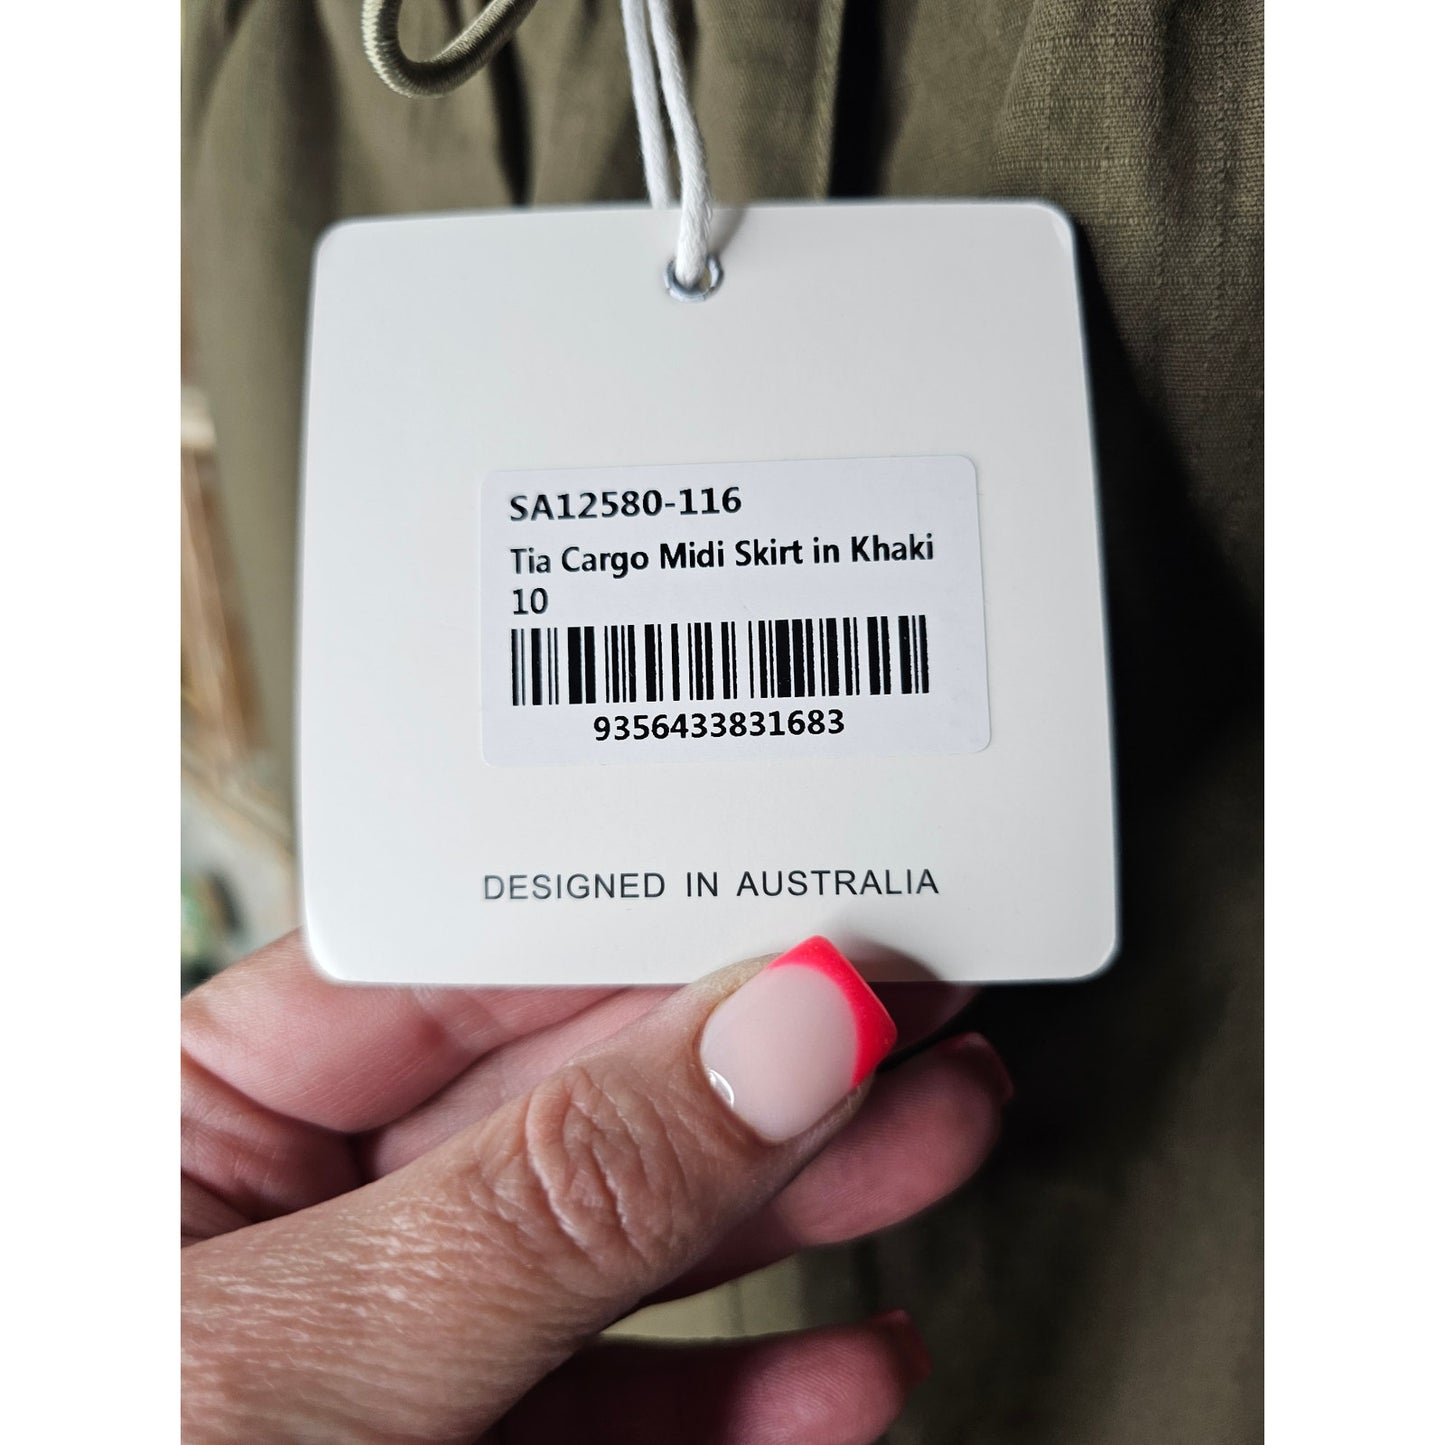 SA12580-116
Tia Cargo Midi Skirt in Khaki
10
9356433831683
DESIGNED IN AUSTRALIA